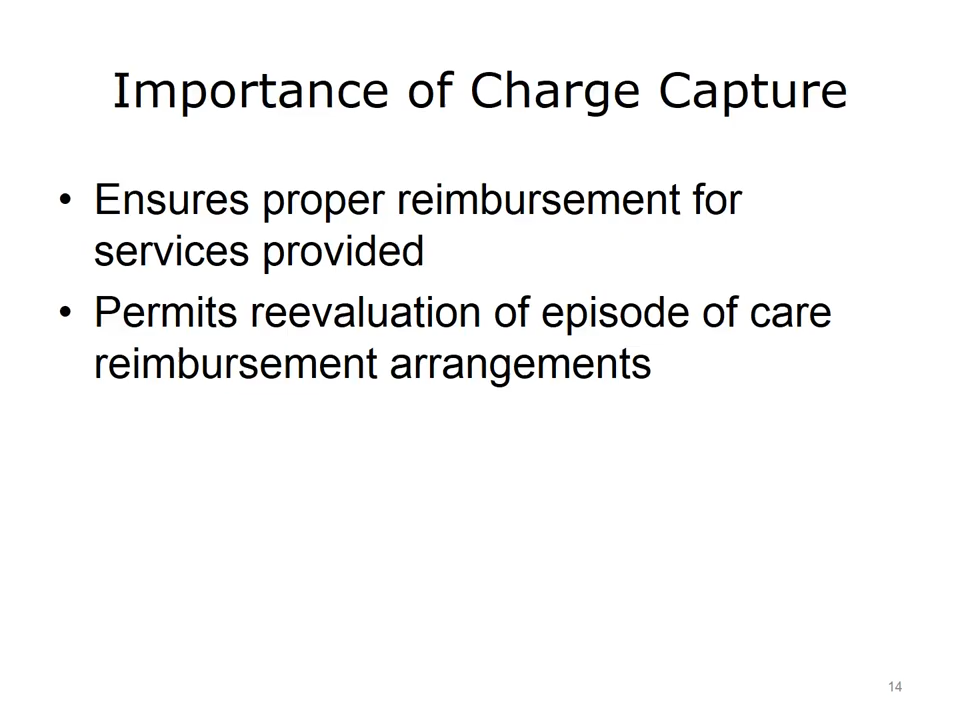 Importance of Charge Capture
• Ensures proper reimbursement for
services provided
• Permits reevaluation of episode of care
reimbursement arrangements
14